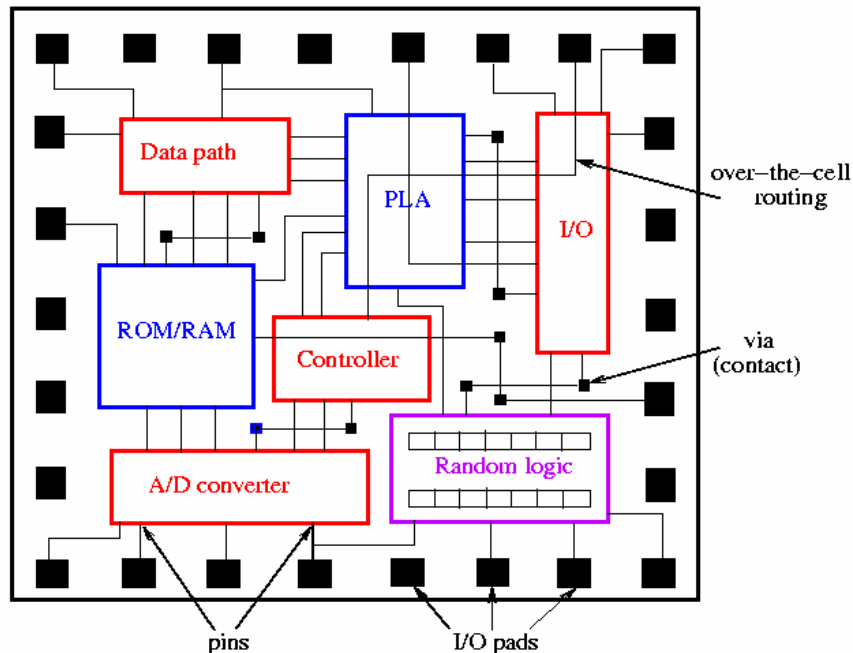 Data path
PLA
over–the–cell
routing
I/O
ROM/RAM
Controller
via
(contact)
Random logic
A/D converter
pins
I/O pads